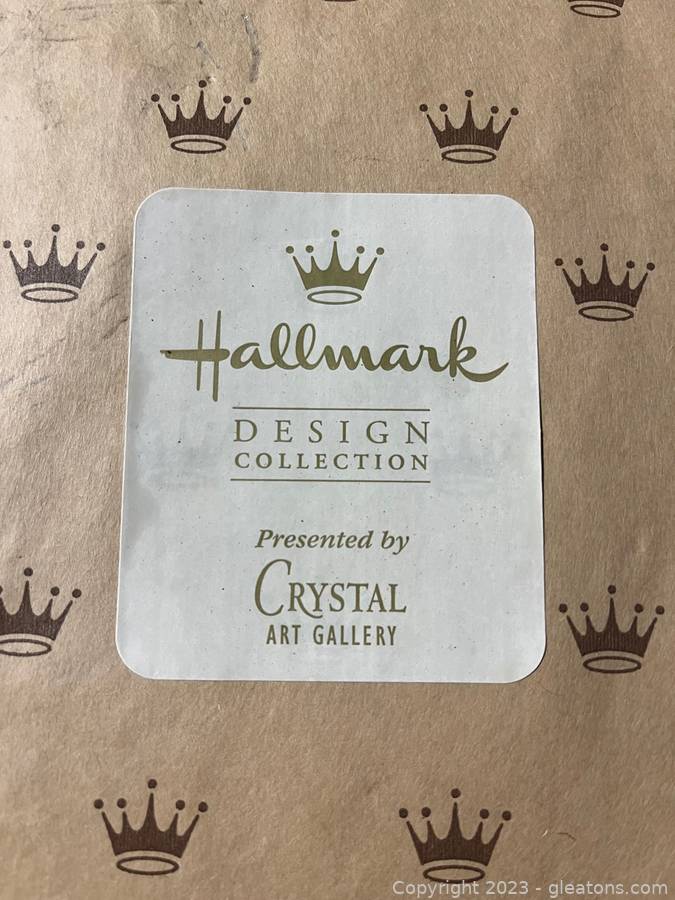 Hallmark
DESIGN
COLLECTION
Presented by
CRYSTAL
ART GALLERY
Copyright 2023 - gleatons.com